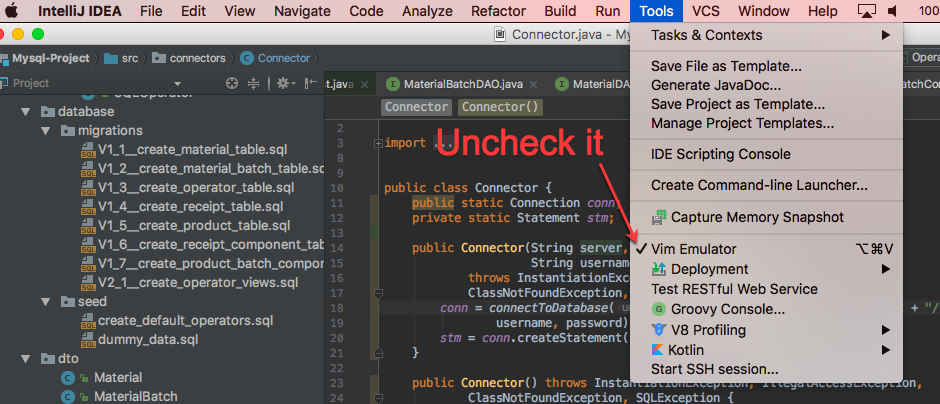 IntelliJ IDEA File Edit View Navigate Code Analyze Refactor Build Run Tools VCS Window Help 100
Connector.java - My
Mysql-Project src connectors Connector
Opera
Project
t.java MaterialBatchDAO.java MaterialDA
atchCon
SQLOperator
database
migrations
V1_1__create_material_table.sql
V1_2__create_material_batch_table.sq
V1_3__create_operator_table.sql
V1_4__create_receipt_table.sql
V1_5__create_product_table.sql
V1_6__create_receipt_component_tab
V1_7__create_product_batch_compo
V2_1__create_operator_views.sql
seed
create_default_operators.sql
dummy_data.sql
dto
Material
MaterialBatch
Connector Connector()
Uncheck it
2
3 import ...
9
10 public class Connector {
11 public static Connection conn;
12 private static Statement stm;
13
14 public Connector(String server,
15 String username
16 throws InstantiationExc
17 ClassNotFoundException,
18 conn = connectToDatabase( + "/
19 username, password)
20 stm = conn.createStatement(
21 }
22
23 public Connector() throws InstantiationException, IllegalAccessException,
24 ClassNotFoundException, SQLException {
Tasks & Contexts
Save File as Template...
Generate JavaDoc...
Save Project as Template...
Manage Project Templates...
IDE Scripting Console
Create Command-line Launcher...
Capture Memory Snapshot
✓ Vim Emulator ⌥⌘V
Deployment
Test RESTful Web Service
Groovy Console...
V8 Profiling
Kotlin
Start SSH session...